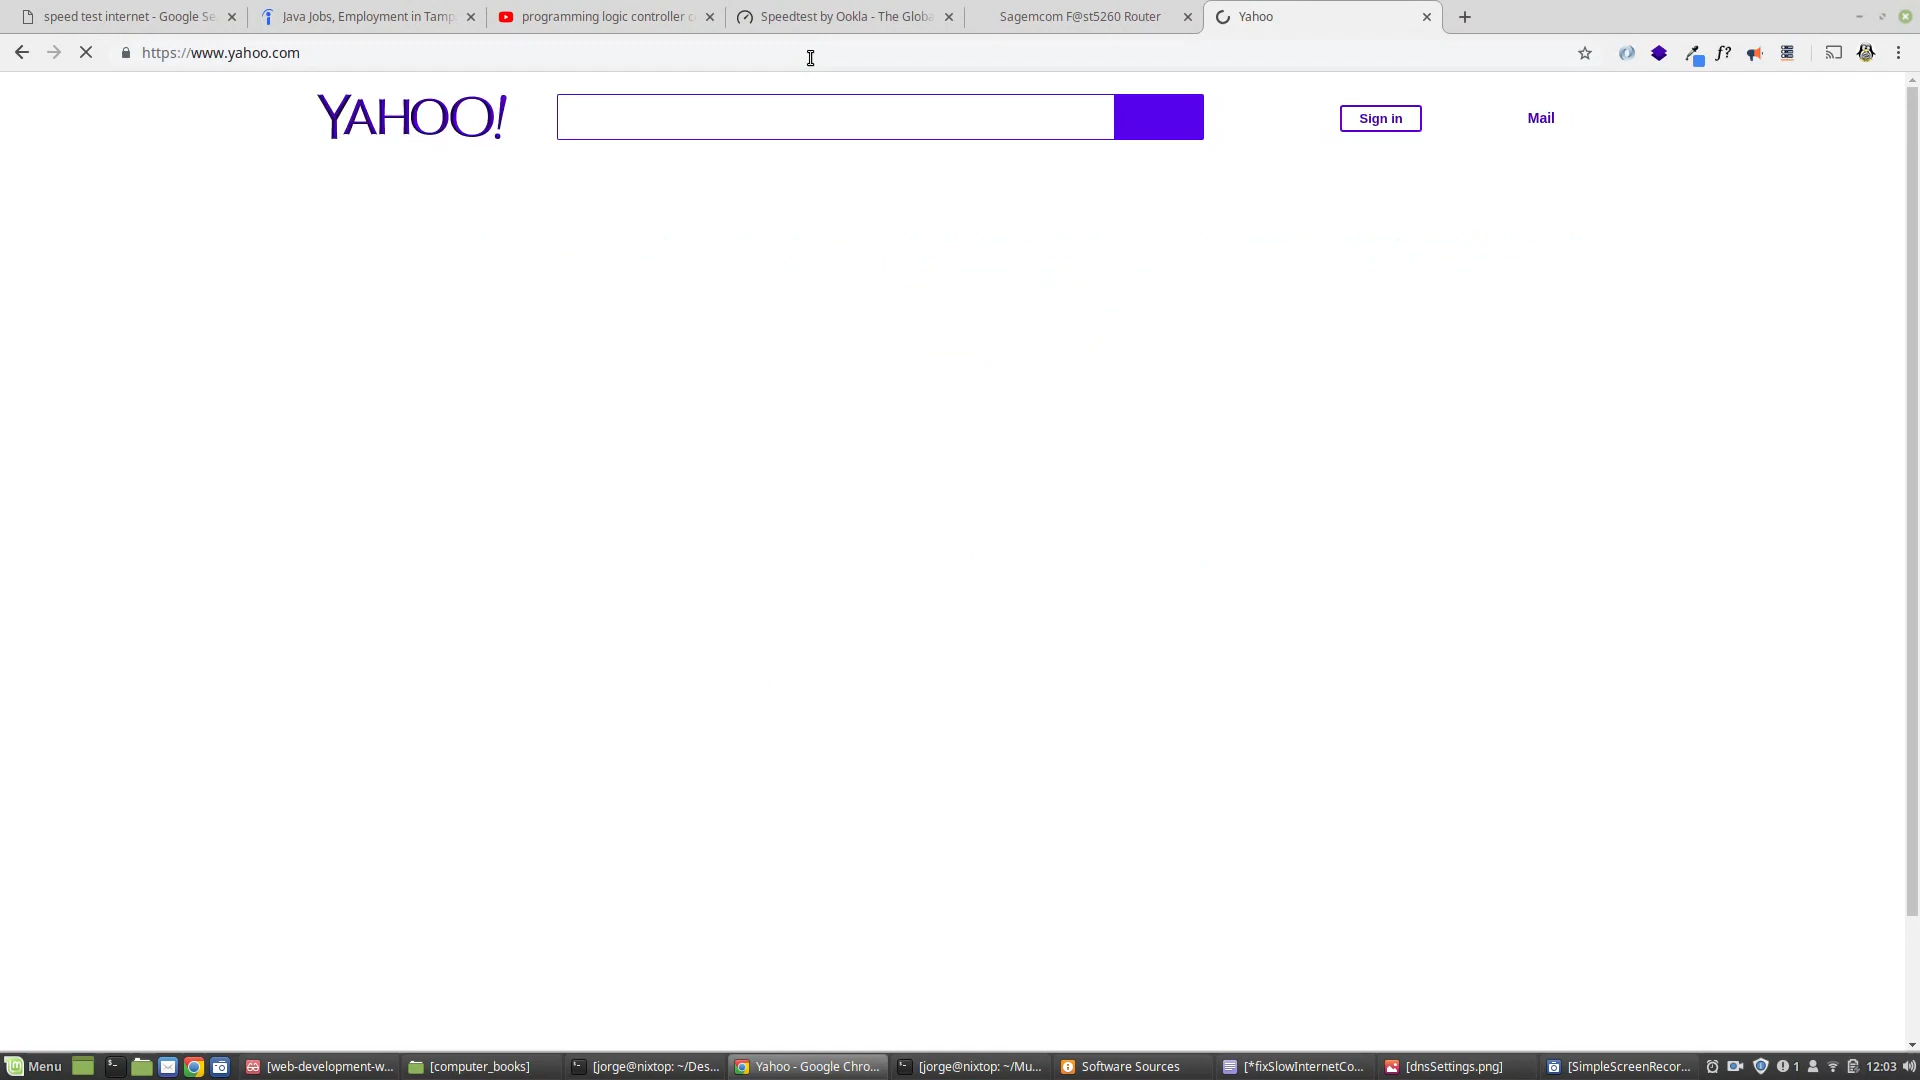 speed test internet - Google Se
Java Jobs, Employment in Tamp
programming logic controller c
Speedtest by Ookla - The Globa
Sagemcom F@st5260 Router
Yahoo
https://www.yahoo.com
f?
YAHOO!
Sign in
Mail
Menu
[web-development-w...
[computer_books]
[jorge@nixtop: ~/Des...
Yahoo - Google Chro...
[jorge@nixtop: ~/Mu...
Software Sources
[*fixSlowInternetCo...
[dnsSettings.png]
[SimpleScreenRecor...
1
12:03